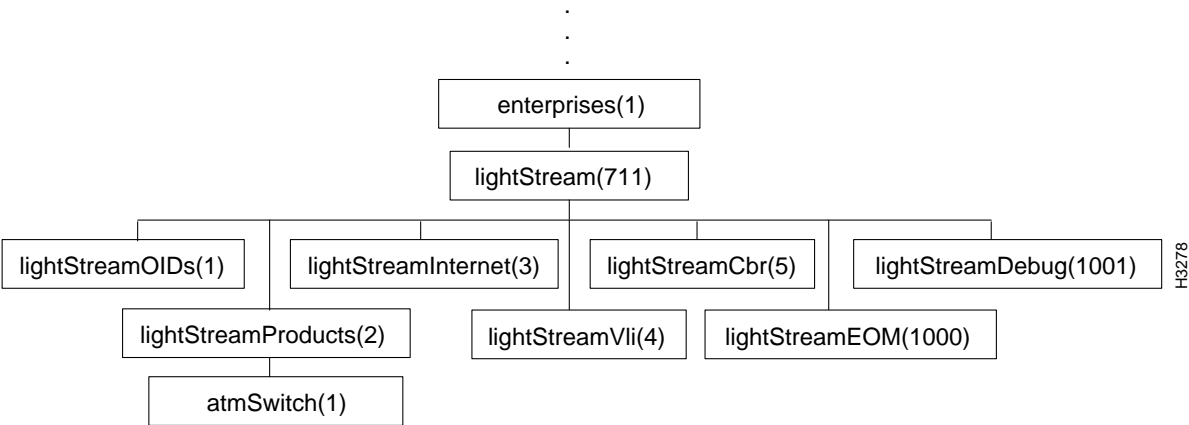 .
.
.
enterprises(1)
lightStream(711)
lightStreamOIDs(1)
lightStreamInternet(3)
lightStreamCbr(5)
lightStreamDebug(1001)
lightStreamProducts(2)
lightStreamVli(4)
lightStreamEOM(1000)
atmSwitch(1)
H3278